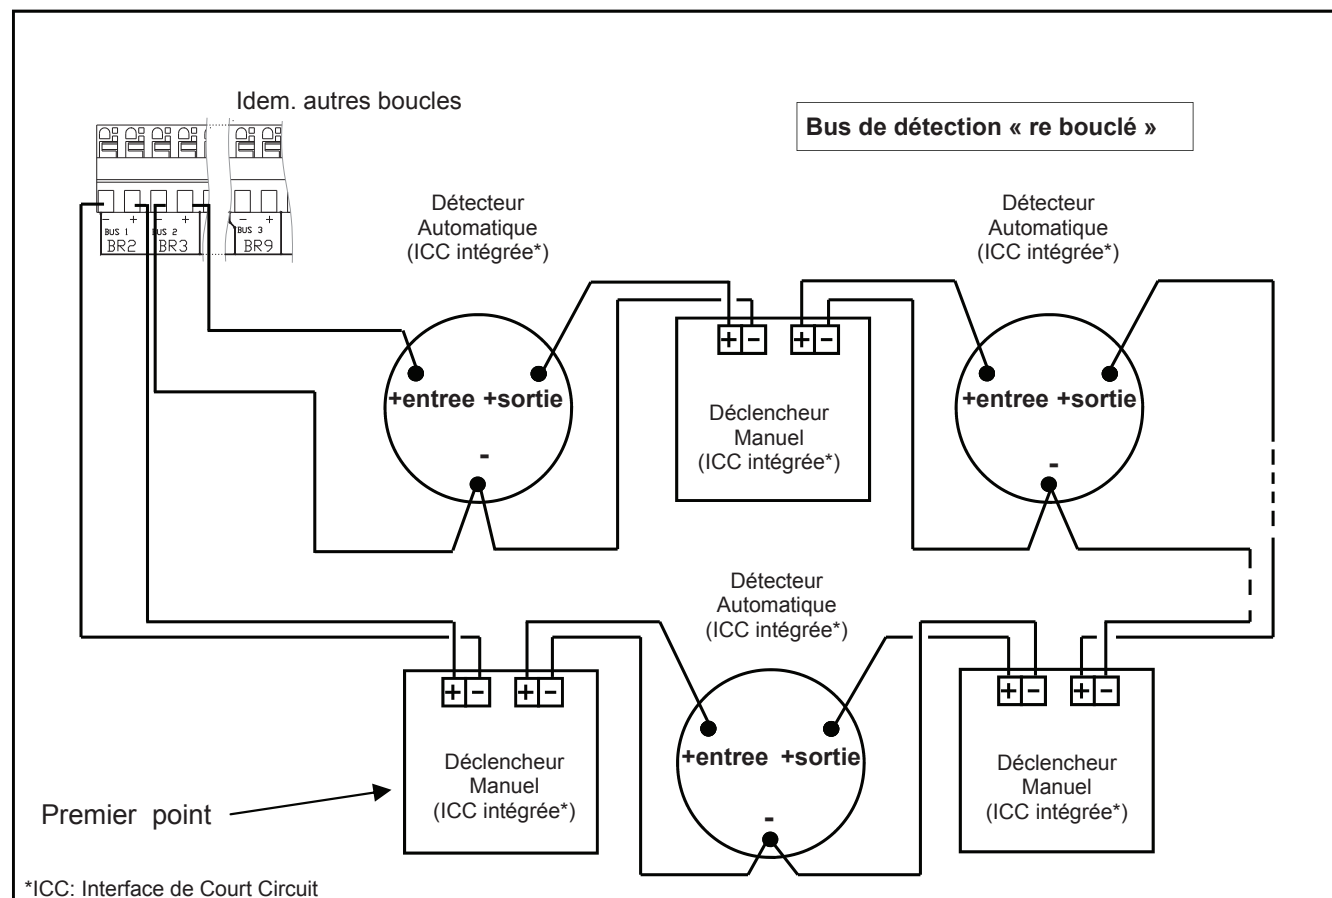 Idem. autres boucles
Bus de détection « re bouclé »
- + - + - +
BUS 1 BUS 2 BUS 3
BR2 BR3 BR9
Détecteur
Automatique
(ICC intégrée*)
Détecteur
Automatique
(ICC intégrée*)
+ - + -
+entree +sortie
-
Déclencheur
Manuel
(ICC intégrée*)
+entree +sortie
-
Détecteur
Automatique
(ICC intégrée*)
+ - + -
Déclencheur
Manuel
(ICC intégrée*)
+entree +sortie
-
+ - + -
Déclencheur
Manuel
(ICC intégrée*)
Premier point
*ICC: Interface de Court Circuit